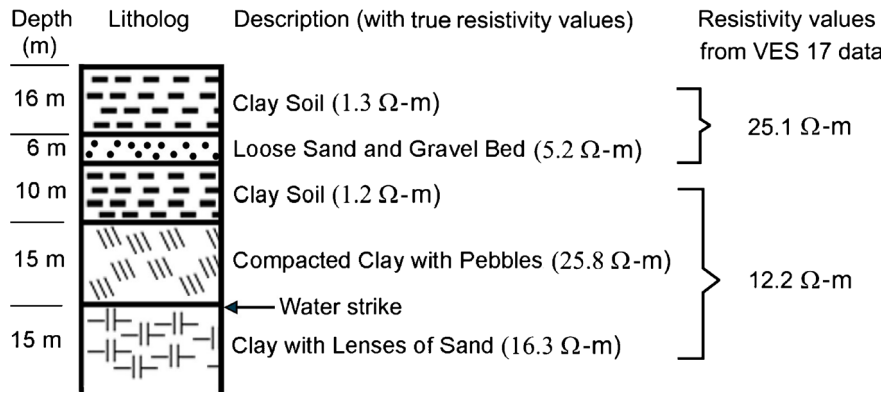 Depth (m) Litholog Description (with true resistivity values) Resistivity values from VES 17 data
16 m Clay Soil (1.3 Ω-m)
25.1 Ω-m
6 m Loose Sand and Gravel Bed (5.2 Ω-m)
10 m Clay Soil (1.2 Ω-m)
15 m Compacted Clay with Pebbles (25.8 Ω-m)
12.2 Ω-m
Water strike
15 m Clay with Lenses of Sand (16.3 Ω-m)